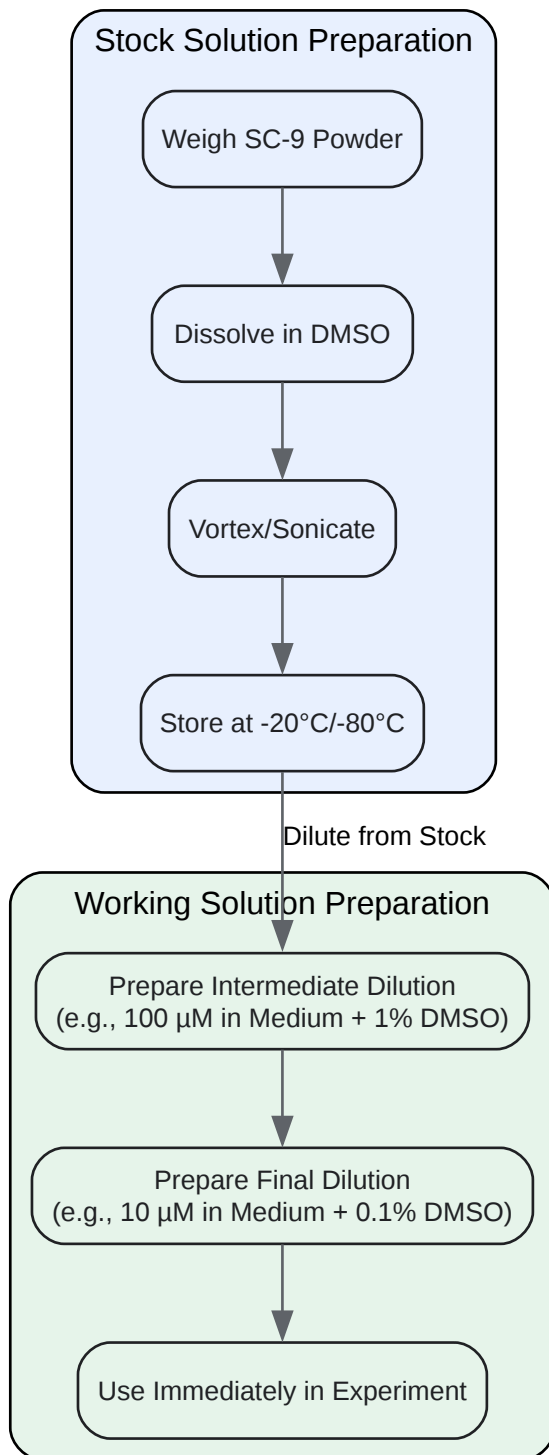 Stock Solution Preparation
Weigh SC-9 Powder
Dissolve in DMSO
Vortex/Sonicate
Store at -20°C/-80°C
Dilute from Stock
Working Solution Preparation
Prepare Intermediate Dilution
(e.g., 100 µM in Medium + 1% DMSO)
Prepare Final Dilution
(e.g., 10 µM in Medium + 0.1% DMSO)
Use Immediately in Experiment